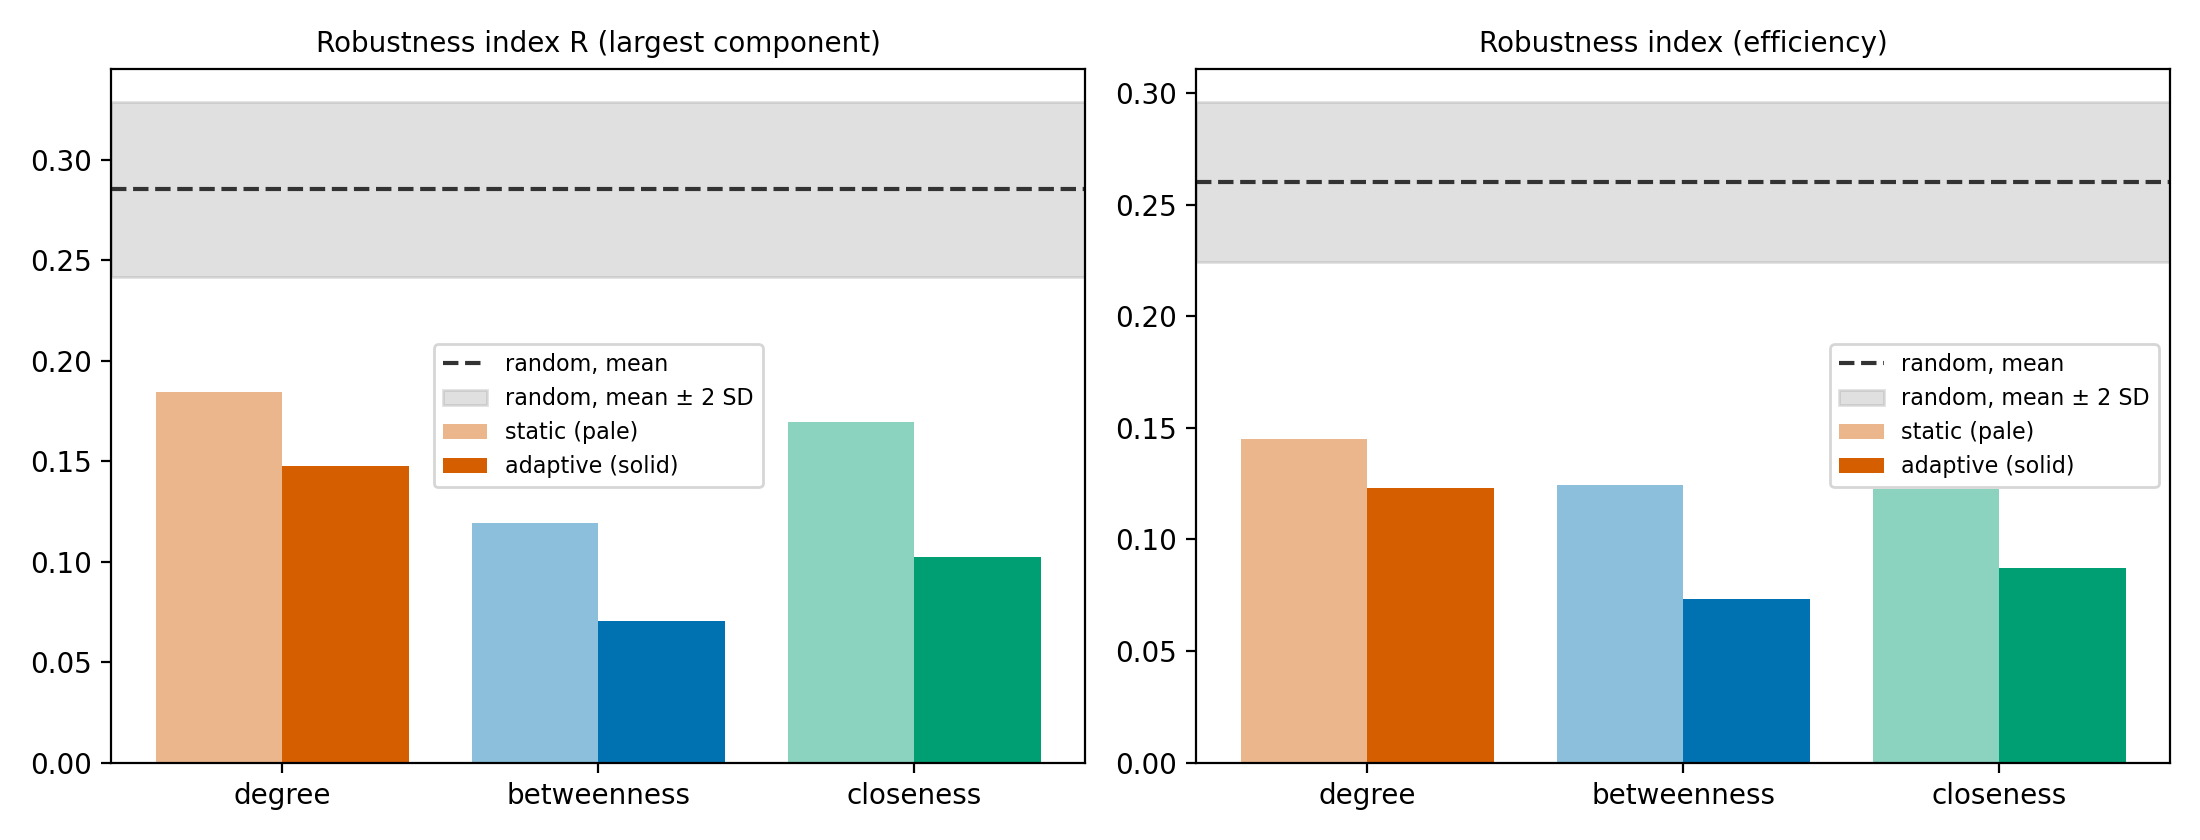 Robustness index R (largest component)
0.30
0.25
0.20
0.15
0.10
0.05
0.00
random, mean
random, mean ± 2 SD
static (pale)
adaptive (solid)
degree
betweenness
closeness
Robustness index (efficiency)
0.30
0.25
0.20
0.15
0.10
0.05
0.00
random, mean
random, mean ± 2 SD
static (pale)
adaptive (solid)
degree
betweenness
closeness